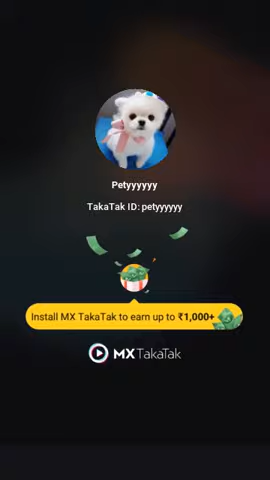 Petyyyyyy
TakaTak ID: petyyyyyy
Install MX TakaTak to earn up to ₹1,000+
MX TakaTak